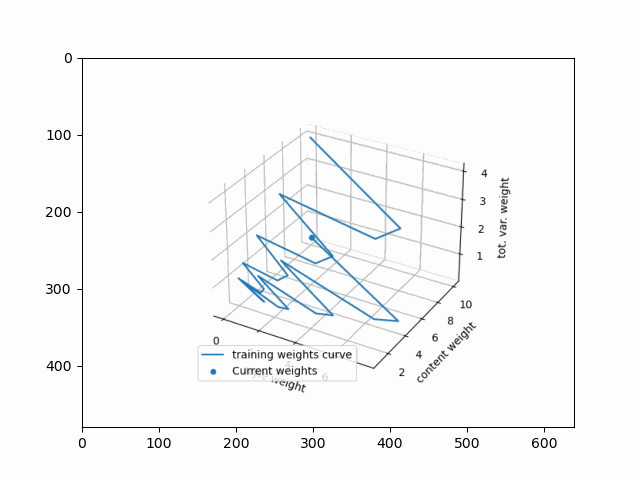 0
100
200
300
400
0 100 200 300 400 500 600
4
3
2
1
tot. var. weight
10
8
6
4
2
content weight
0
6
weight
training weights curve
Current weights